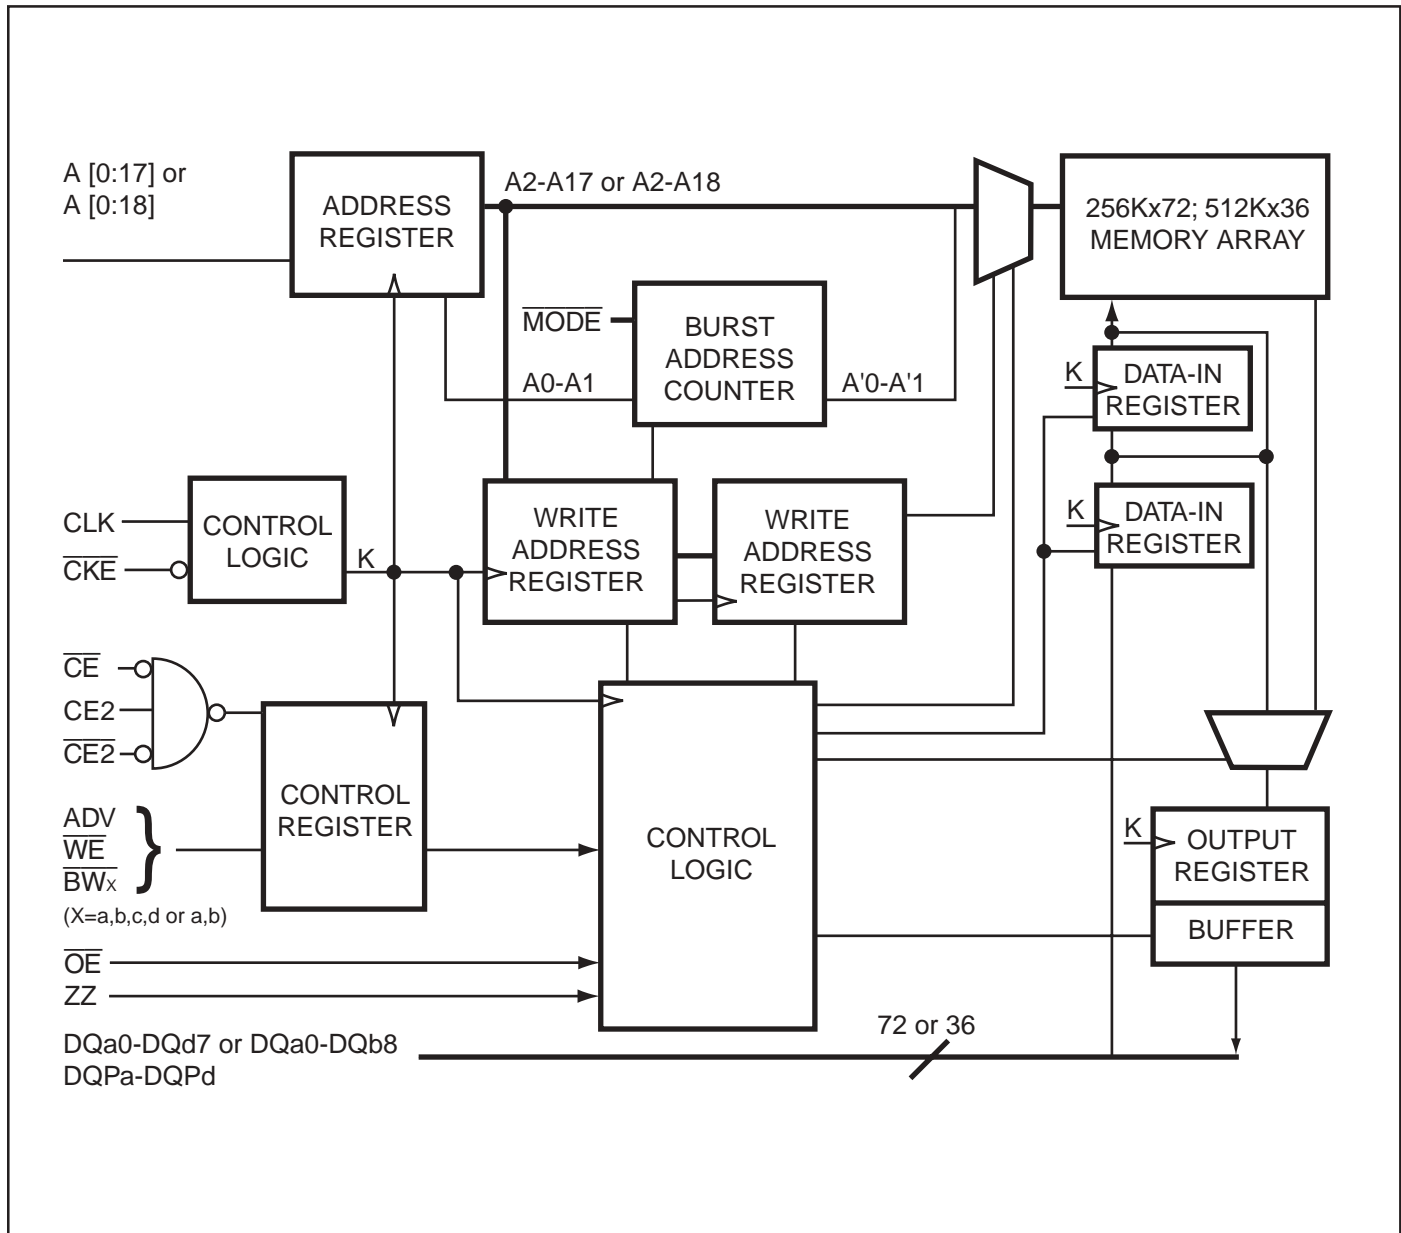 A [0:17] or
A [0:18]
ADDRESS
REGISTER
A2-A17 or A2-A18
256Kx72; 512Kx36
MEMORY ARRAY
MODE
BURST
ADDRESS
COUNTER
A0-A1
A'0-A'1
K
DATA-IN
REGISTER
K
DATA-IN
REGISTER
CLK
CKE
CONTROL
LOGIC
K
WRITE
ADDRESS
REGISTER
WRITE
ADDRESS
REGISTER
CE
CE2
CE2
CONTROL
REGISTER
ADV
WE
BWX
(X=a,b,c,d or a,b)
CONTROL
LOGIC
K
OUTPUT
REGISTER
BUFFER
OE
ZZ
72 or 36
DQa0-DQd7 or DQa0-DQb8
DQPa-DQPd